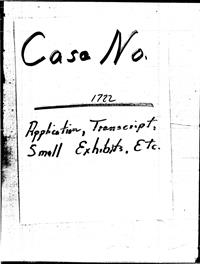 Case No.
1722
Application, Transcript,
Small Exhibits, Etc.